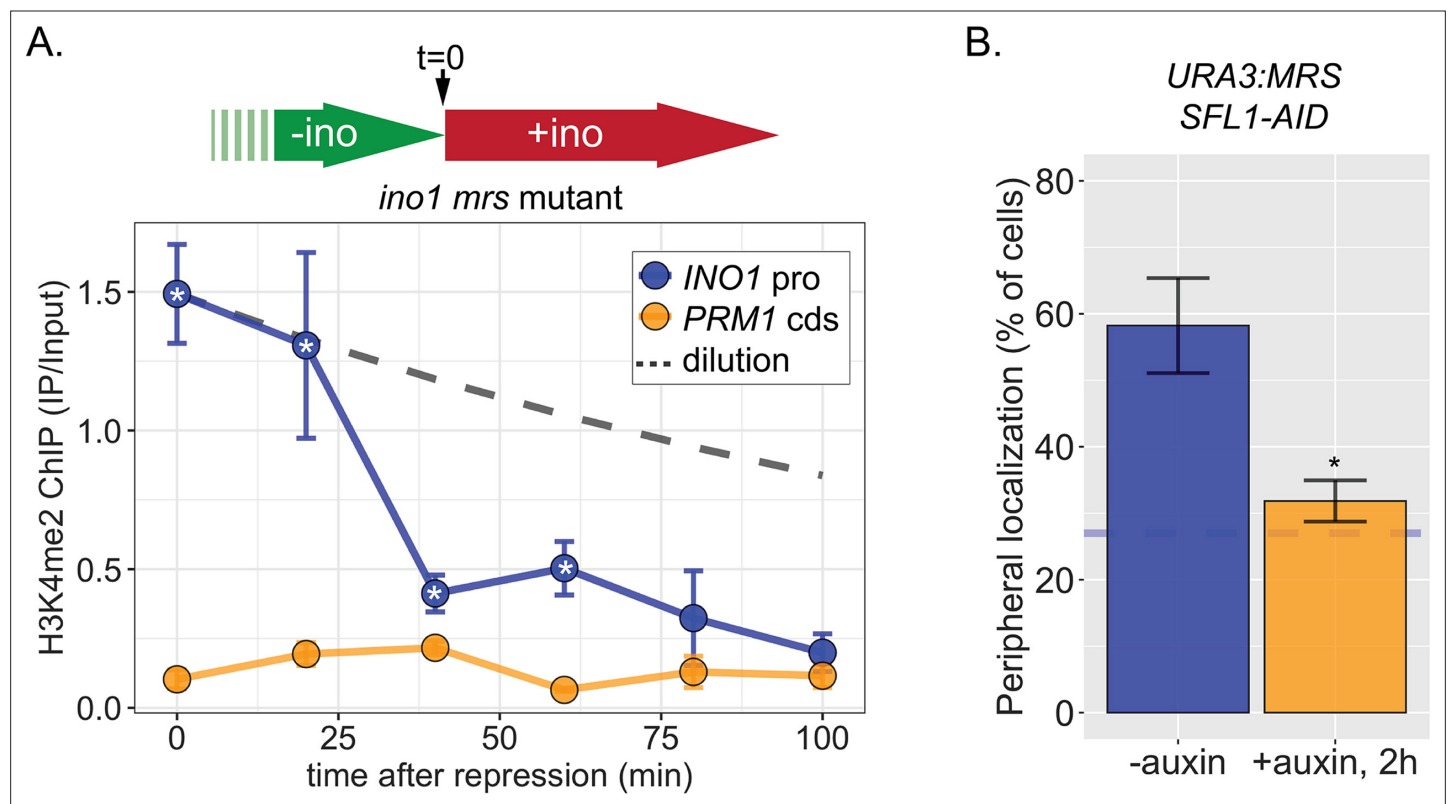 A.
t=0
-ino
+ino
ino1 mrs mutant
H3K4me2 ChIP (IP/Input)
1.5
1.0
0.5
0.0
*
*
*
*
INO1 pro
PRM1 cds
dilution
0
25
50
75
100
time after repression (min)
B.
URA3:MRS
SFL1-AID
Peripheral localization (% of cells)
80
60
40
20
0
*
-auxin
+auxin, 2h